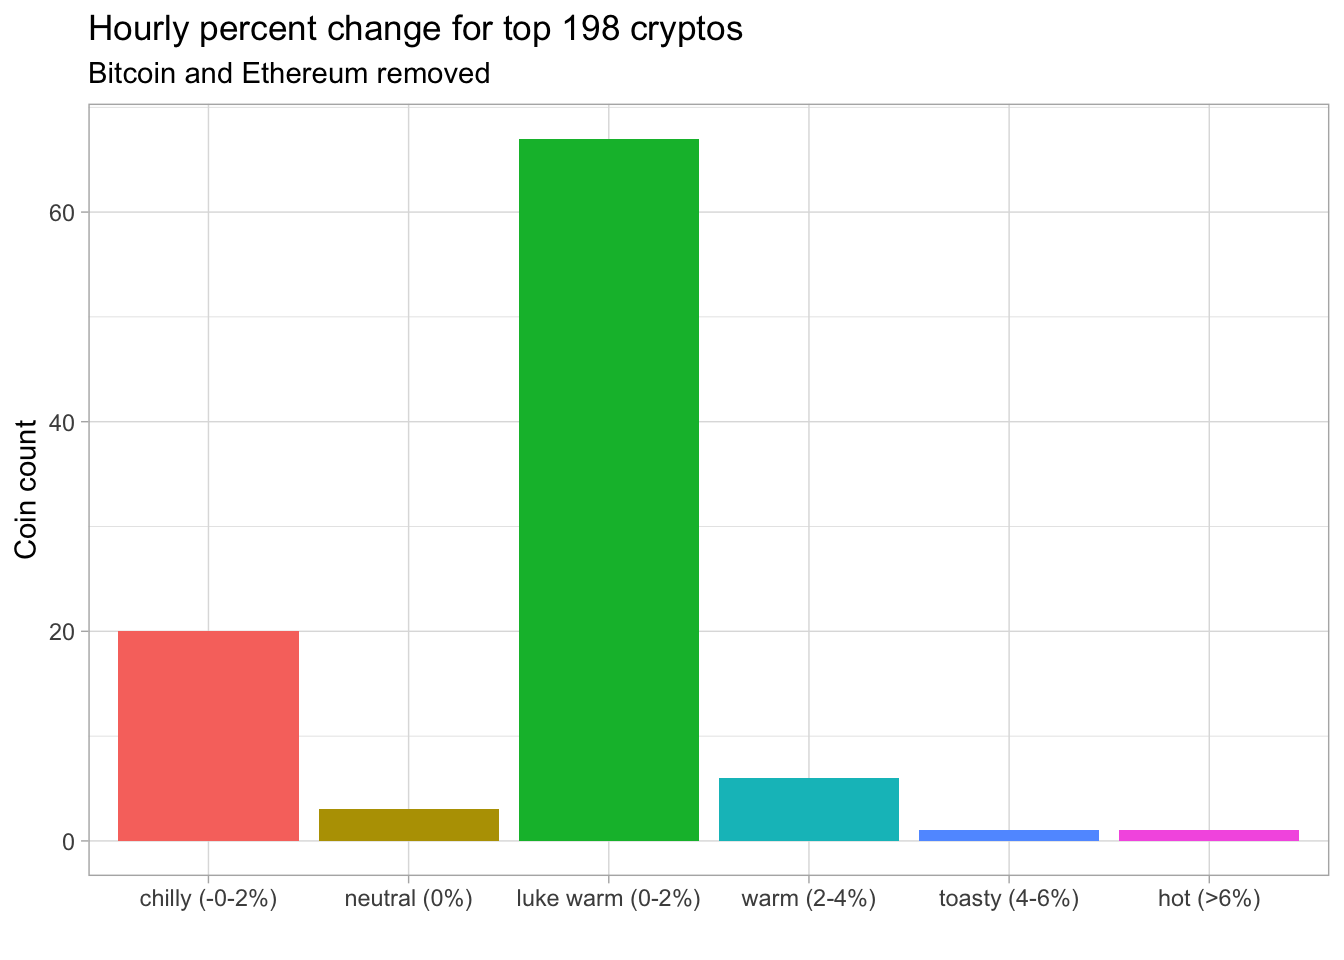 Hourly percent change for top 198 cryptos
Bitcoin and Ethereum removed
Coin count
60
40
20
0
chilly (-0-2%)
neutral (0%)
luke warm (0-2%)
warm (2-4%)
toasty (4-6%)
hot (>6%)